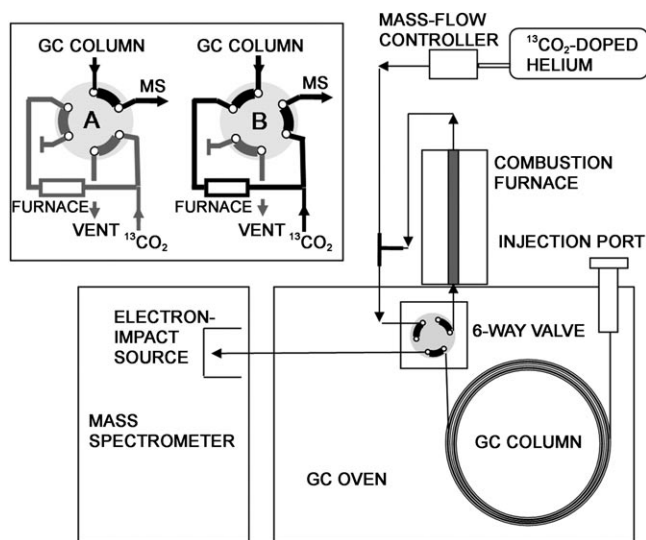 GC COLUMN
MS
A
FURNACE
VENT
¹³CO₂
GC COLUMN
MS
B
FURNACE
VENT
¹³CO₂
MASS-FLOW
CONTROLLER
¹³CO₂-DOPED
HELIUM
COMBUSTION
FURNACE
INJECTION PORT
ELECTRON-
IMPACT
SOURCE
6-WAY VALVE
MASS
SPECTROMETER
GC COLUMN
GC OVEN